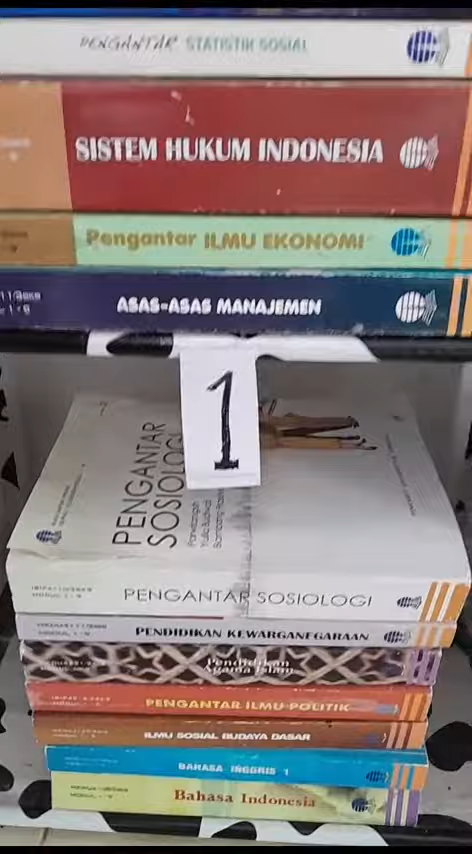 PENGANTAR STATISTIK SOSIAL
SISTEM HUKUM INDONESIA
Pengantar ILMU EKONOMI
ASAS-ASAS MANAJEMEN
1
PENGANTAR
SOSIOLOGI
PENGANTAR SOSIOLOGI
PENDIDIKAN KEWARGANEGARAAN
Pendidikan
Agama Islam
PENGANTAR ILMU POLITIK
ILMU SOSIAL BUDAYA DASAR
BAHASA INGGRIS 1
Bahasa Indonesia